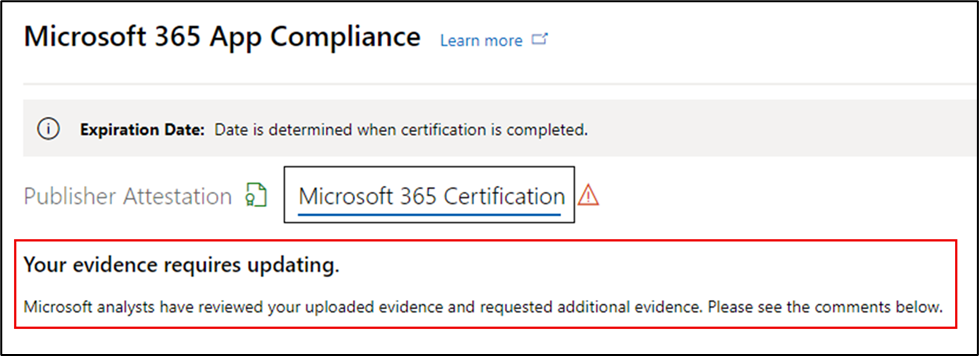 Microsoft 365 App Compliance Learn more
Expiration Date: Date is determined when certification is completed.
Publisher Attestation Microsoft 365 Certification
Your evidence requires updating.
Microsoft analysts have reviewed your uploaded evidence and requested additional evidence. Please see the comments below.